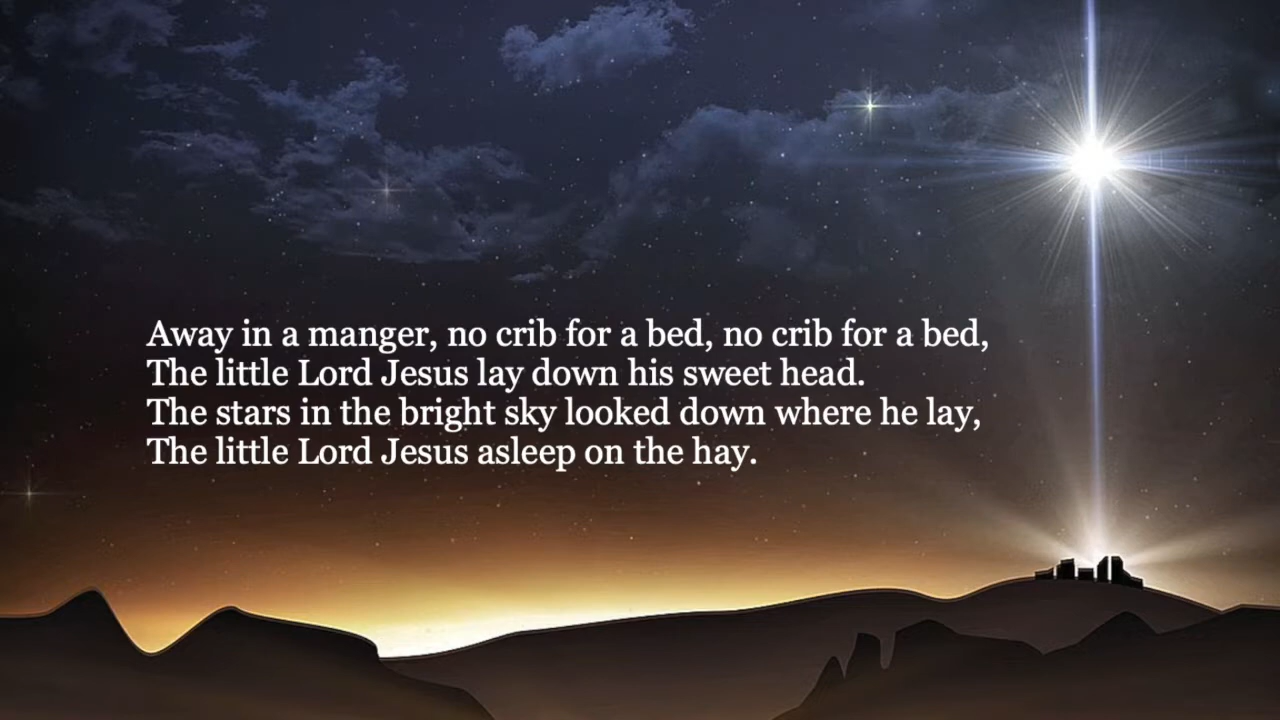 Away in a manger, no crib for a bed, no crib for a bed,
The little Lord Jesus lay down his sweet head.
The stars in the bright sky looked down where he lay,
The little Lord Jesus asleep on the hay.